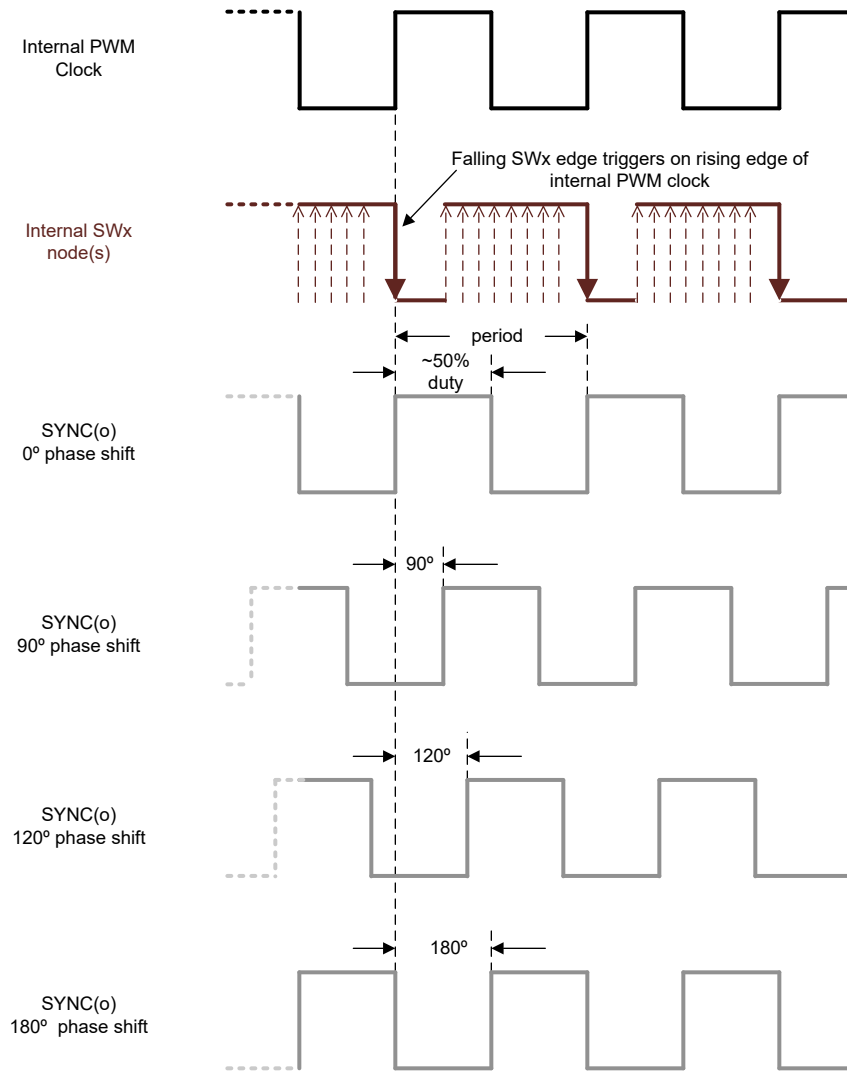 Internal PWM
Clock
Falling SWx edge triggers on rising edge of
internal PWM clock
Internal SWx
node(s)
period
~50%
duty
SYNC(o)
0º phase shift
90º
SYNC(o)
90º phase shift
120º
SYNC(o)
120º phase shift
180º
SYNC(o)
180º phase shift